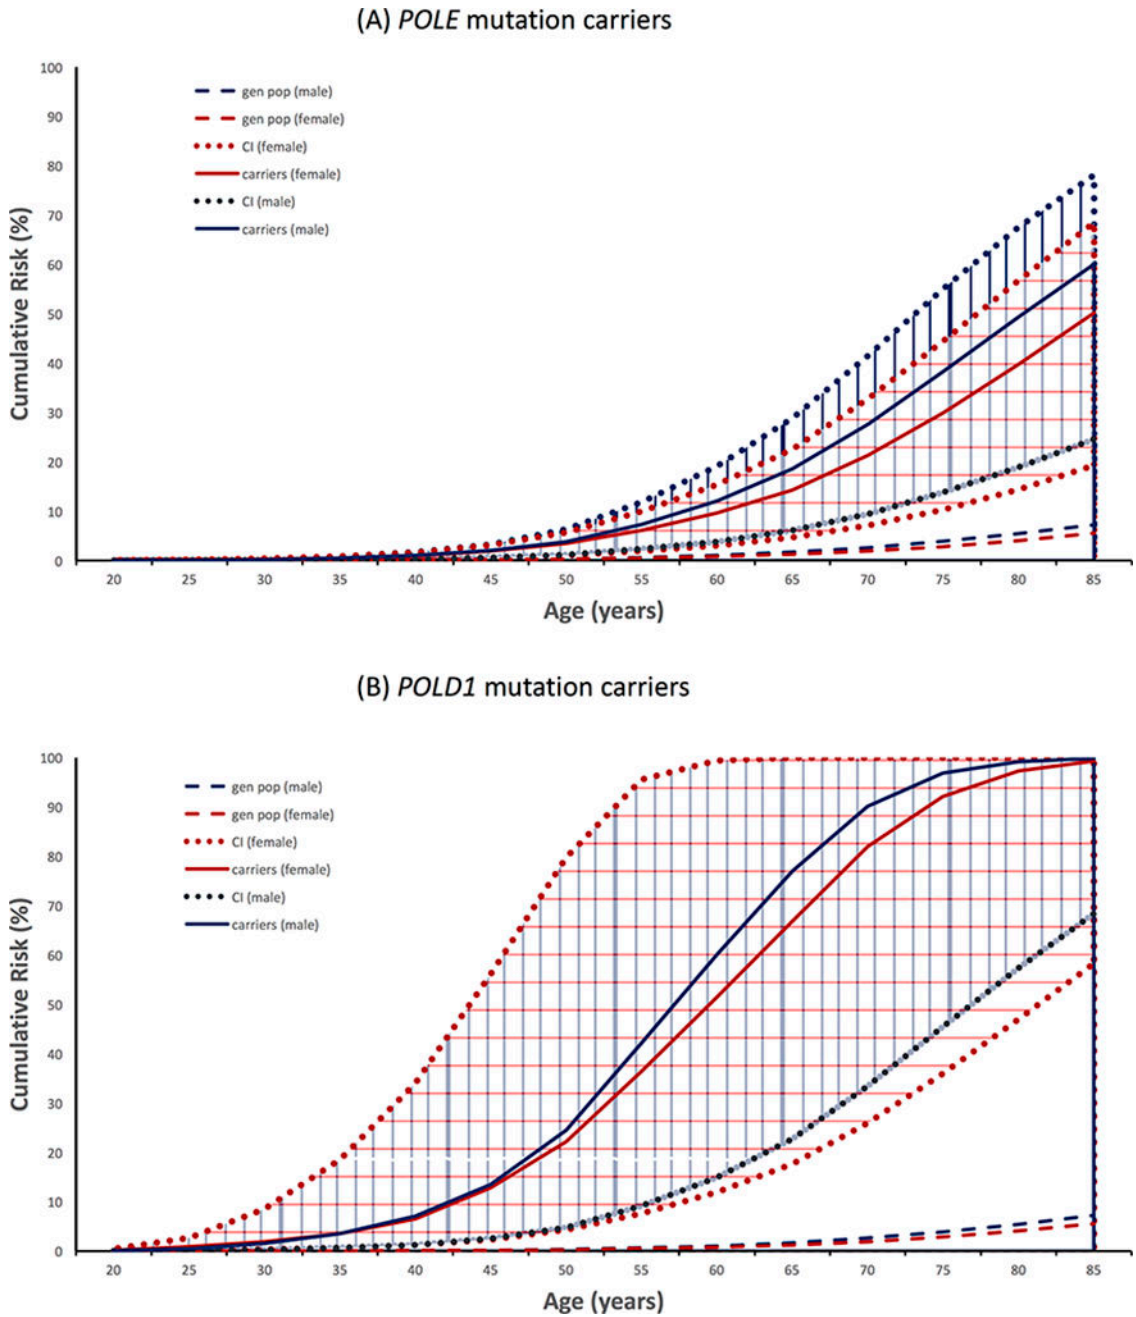 (A) POLE mutation carriers
100
90
80
70
60
50
40
30
20
10
0
Cumulative Risk (%)
gen pop (male)
gen pop (female)
CI (female)
carriers (female)
CI (male)
carriers (male)
20 25 30 35 40 45 50 55 60 65 70 75 80 85
Age (years)
(B) POLD1 mutation carriers
100
90
80
70
60
50
40
30
20
10
0
Cumulative Risk (%)
gen pop (male)
gen pop (female)
CI (female)
carriers (female)
CI (male)
carriers (male)
20 25 30 35 40 45 50 55 60 65 70 75 80 85
Age (years)